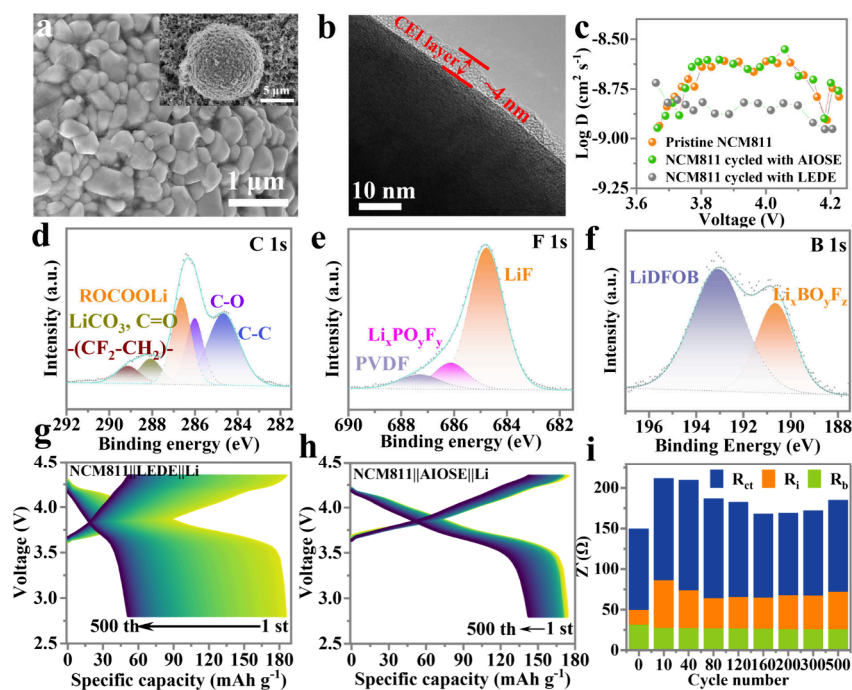 a
5 μm
1 μm
b
CEI layer
~4 nm
10 nm
c
Log D (cm² s⁻¹)
-8.50
-8.75
-9.00
-9.25
Pristine NCM811
NCM811 cycled with AIOSE
NCM811 cycled with LEDE
3.6
3.8
4.0
4.2
Voltage (V)
d
C 1s
Intensity (a.u.)
ROCOOLi
C-O
LiCO₃, C=O
C-C
-(CF₂-CH₂)-
292
290
288
286
284
282
Binding energy (eV)
e
F 1s
Intensity (a.u.)
LiF
LiₓPOᵧFᵧ
PVDF
690
688
686
684
682
Binding energy (eV)
f
B 1s
Intensity (a.u.)
LiDFOB
LiₓBOᵧF_z
196
194
192
190
188
Binding Energy (eV)
g
NCM811||LEDE||Li
Voltage (V)
4.5
4.0
3.5
3.0
2.5
500 th
1 st
0
30
60
90
120
150
180
Specific capacity (mAh g⁻¹)
h
NCM811||AIOSE||Li
Voltage (V)
4.5
4.0
3.5
3.0
2.5
500 th
1 st
0
30
60
90
120
150
180
Specific capacity (mAh g⁻¹)
i
R_ct
R_i
R_b
Z' (Ω)
200
150
100
50
0
0
10
40
80
120
160
200
300
500
Cycle number